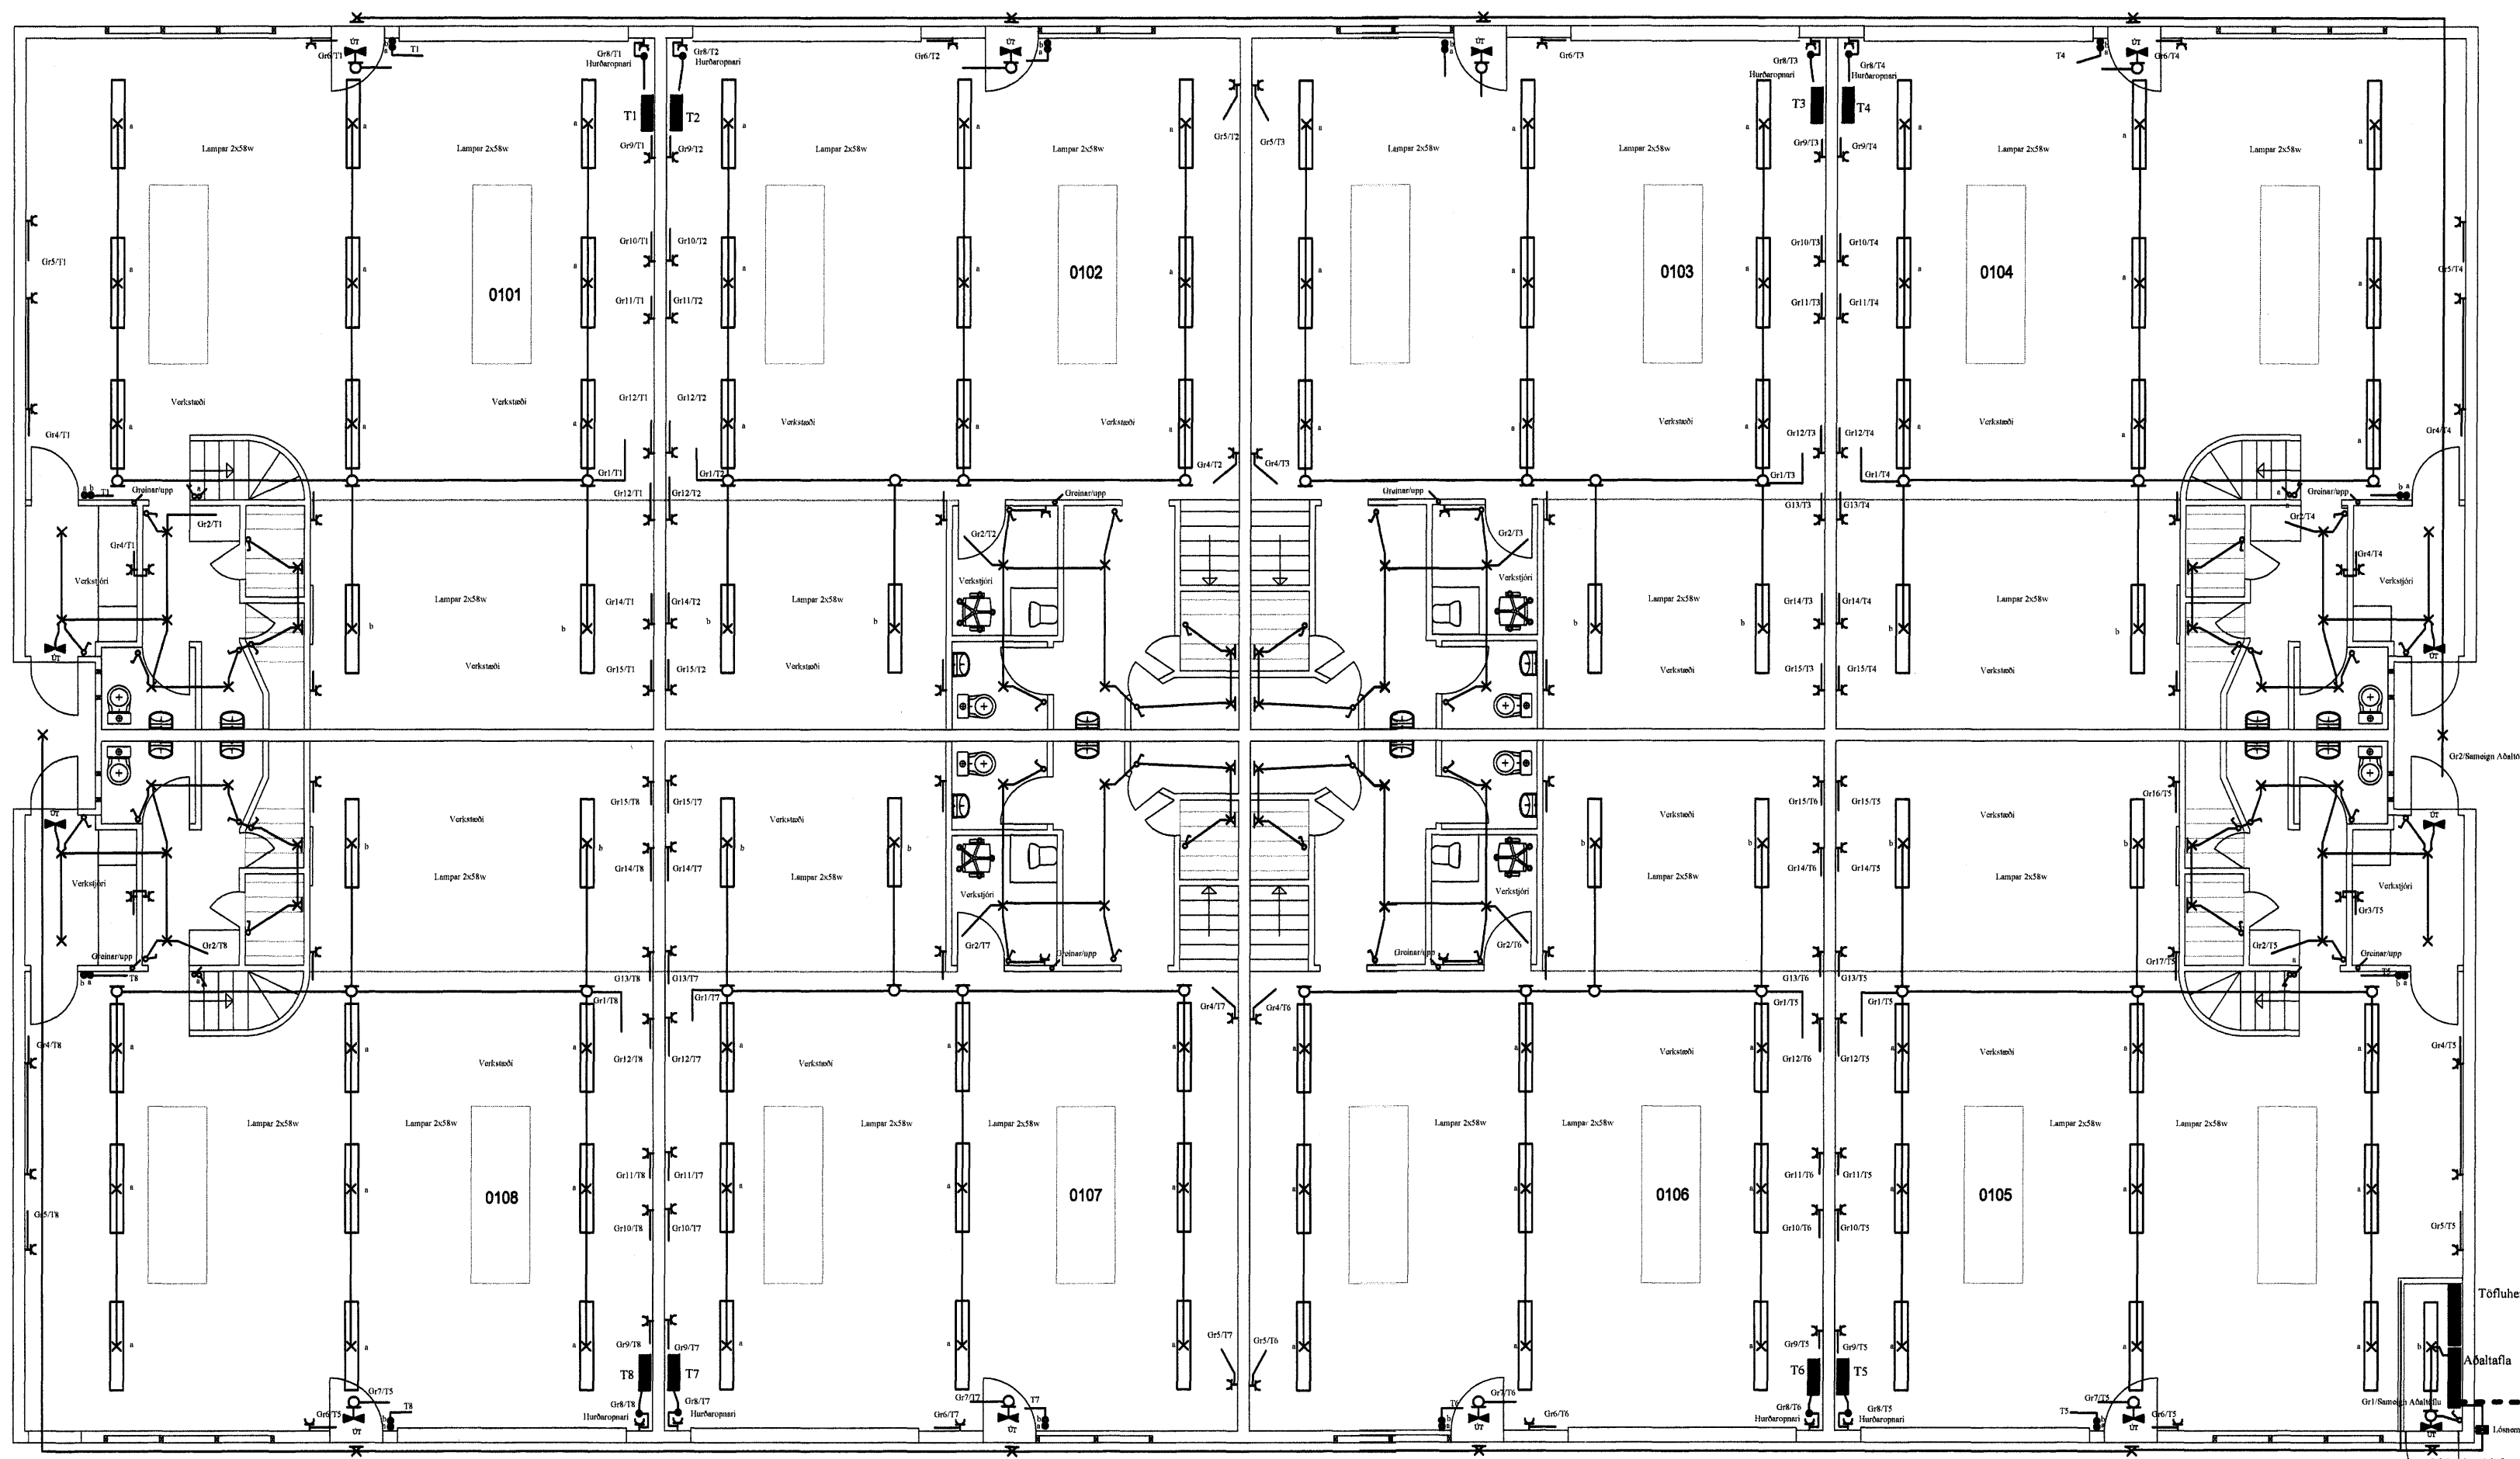 ÚT
b
a
T1
Gr6/T1
Gr8/T1
Hurðaropnari
Gr8/T2
Hurðaropnari
Gr6/T2
ÚT
b
a
b
a
ÚT
Gr6/T3
Gr8/T3
Hurðaropnari
Gr8/T4
Hurðaropnari
T4
b
a
ÚT
Gr6/T4
T1
T2
T3
T4
a
a
a
a
a
a
a
a
a
a
a
a
Gr5/T2
Gr5/T3
Lampar 2x58w
Lampar 2x58w
Gr9/T1
Gr9/T2
Lampar 2x58w
Lampar 2x58w
Lampar 2x58w
Lampar 2x58w
Gr9/T3
Gr9/T4
Lampar 2x58w
Lampar 2x58w
Gr10/T1
Gr10/T2
Gr10/T3
Gr10/T4
Gr5/T1
Gr5/T4
a
a
a
a
a
a
a
a
a
a
a
a
0101
0102
0103
0104
Gr11/T1
Gr11/T2
Gr11/T3
Gr11/T4
Verkstæði
Verkstæði
Gr12/T1
Gr12/T2
Verkstæði
Verkstæði
Verkstæði
Gr12/T3
Gr12/T4
Verkstæði
Gr4/T1
Gr4/T4
a
a
a
a
a
a
a
a
a
a
a
a
Gr1/T1
Gr1/T2
Gr4/T2
Gr4/T3
Gr1/T3
Gr1/T4
a b
T1
Greinar/upp
a
Gr12/T1
Gr12/T2
Greinar/upp
Greinar/upp
G13/T3
G13/T4
a
Greinar/upp
b a
Gr2/T1
Gr2/T2
Gr2/T3
Gr2/T4
Gr4/T1
Gr4/T4
Verkstjóri
Verkstjóri
Verkstjóri
Verkstjóri
Lampar 2x58w
Gr14/T1
Gr14/T2
Lampar 2x58w
Lampar 2x58w
Gr14/T3
Gr14/T4
Lampar 2x58w
b
b
b
b
b
b
b
ÚT
ÚT
Verkstæði
Gr15/T1
Gr15/T2
Verkstæði
Verkstæði
Gr15/T3
Gr15/T4
Verkstæði
Gr2/Sameign Aðaltö
Gr15/T8
Gr15/T7
Gr15/T6
Gr15/T5
Gr16/T5
ÚT
Verkstæði
Verkstæði
Verkstæði
Verkstæði
ÚT
b
b
b
b
b
b
b
Verkstjóri
Lampar 2x58w
Gr14/T8
Gr14/T7
Lampar 2x58w
Verkstjóri
Verkstjóri
Lampar 2x58w
Gr14/T6
Gr14/T5
Lampar 2x58w
Verkstjóri
Gr3/T5
Gr2/T8
Gr2/T7
Gr2/T6
Gr2/T5
Greinar/upp
Greinar/upp
Greinar/upp
Gr17/T5
Greinar/upp
b a
T8
a
G13/T8
G13/T7
G13/T6
G13/T5
a
T5
b a
Gr1/T8
Gr1/T7
Gr4/T7
Gr4/T6
Gr1/T5
Gr1/T5
Gr4/T8
Gr4/T5
a
a
a
a
a
a
a
a
a
a
a
a
Verkstæði
Gr12/T8
Gr12/T7
Verkstæði
Verkstæði
Gr12/T6
Gr12/T5
Verkstæði
Lampar 2x58w
Lampar 2x58w
Lampar 2x58w
Lampar 2x58w
Lampar 2x58w
Lampar 2x58w
Lampar 2x58w
Lampar 2x58w
Gr11/T8
Gr11/T7
Gr11/T6
Gr11/T5
a
a
a
a
a
a
a
a
a
a
a
a
0108
0107
0106
0105
Gr5/T8
Gr10/T8
Gr10/T7
Gr10/T6
Gr10/T5
Gr5/T5
Töfluhe
Gr9/T8
Gr9/T7
Gr5/T7
Gr5/T6
Gr9/T5
Gr9/T5
a
a
a
a
a
a
a
a
a
a
a
a
b
Aðaltafla
T8
T7
T6
T5
Gr7/T5
Gr7/T7
Gr7/T6
Gr7/T5
Gr1/Sameign Aðaltöflu
Gr6/T5
ÚT
T8
b
a
Gr8/T8
Hurðaropnari
Gr8/T7
Hurðaropnari
Gr6/T7
ÚT
T7
b
a
T6
b
a
ÚT
Gr6/T6
Gr8/T6
Hurðaropnari
Gr8/T5
Hurðaropnari
T5
b
a
ÚT
Gr6/T5
ÚT
Lósnem